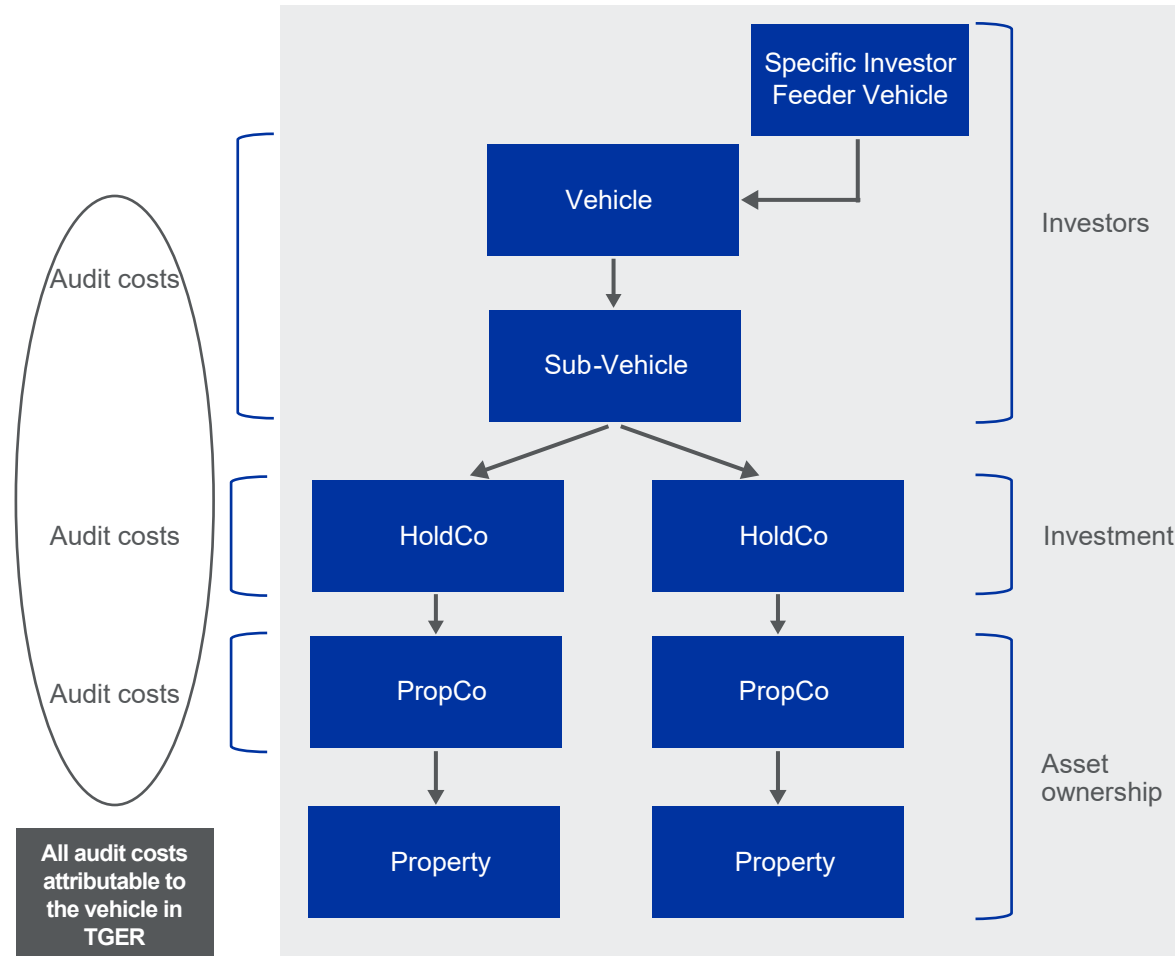 Specific Investor
Feeder Vehicle
Vehicle
Investors
Audit costs
Sub-Vehicle
Audit costs
HoldCo
HoldCo
Investment
Audit costs
PropCo
PropCo
Asset
ownership
All audit costs
attributable to
the vehicle in
TGER
Property
Property